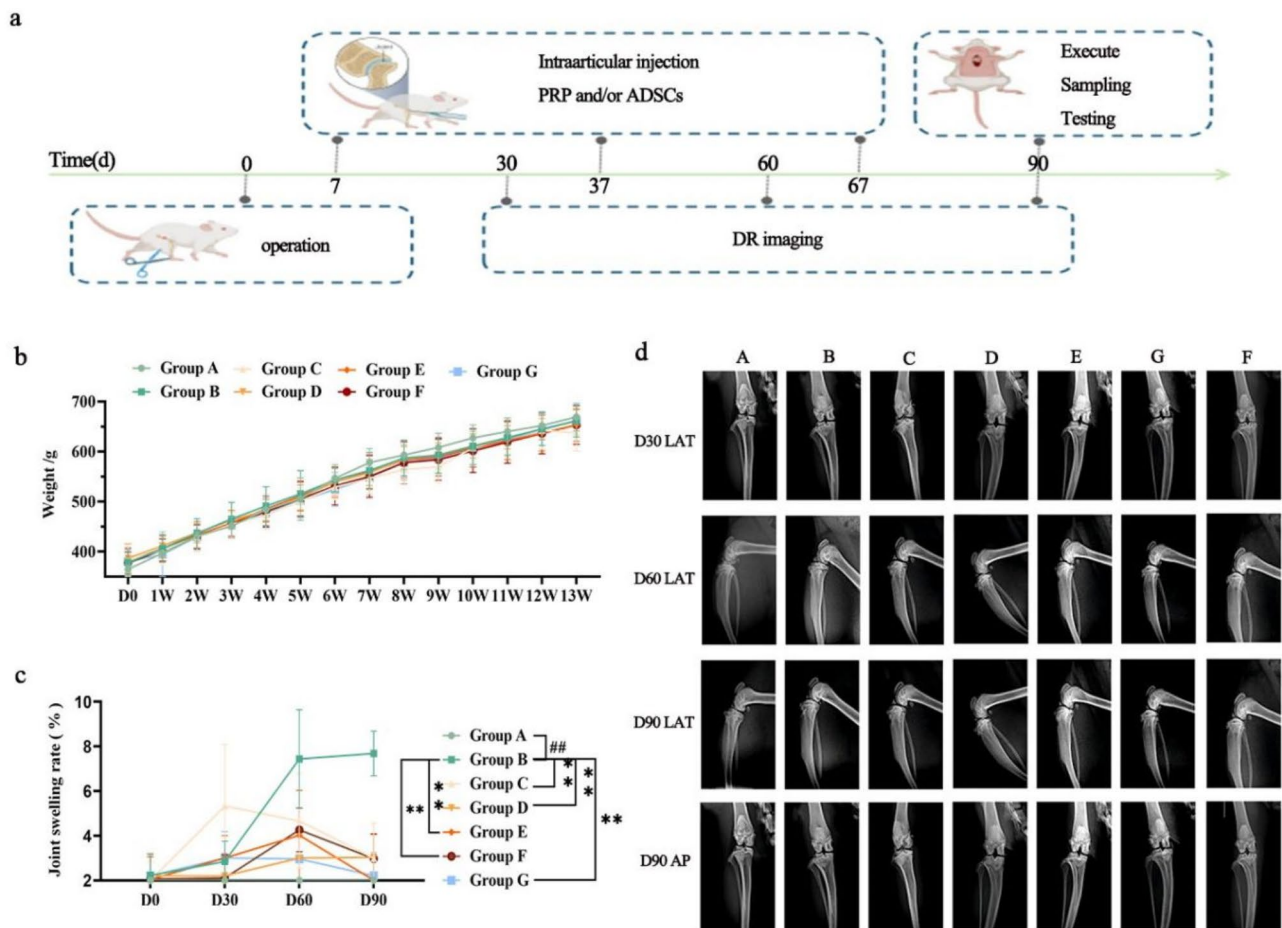 a
Intraarticular injection
PRP and/or ADSCs
Execute
Sampling
Testing
Time(d)
0
30
60
90
7
37
67
operation
DR imaging
b
Group A
Group C
Group E
Group G
Group B
Group D
Group F
Weight /g
700
600
500
400
D0
1W
2W
3W
4W
5W
6W
7W
8W
9W
10W
11W
12W
13W
c
Joint swelling rate ( % )
10
8
6
4
2
D0
D30
D60
D90
Group A
Group B
Group C
Group D
Group E
Group F
Group G
##
**
**
**
**
**
d
A
B
C
D
E
G
F
D30 LAT
D60 LAT
D90 LAT
D90 AP